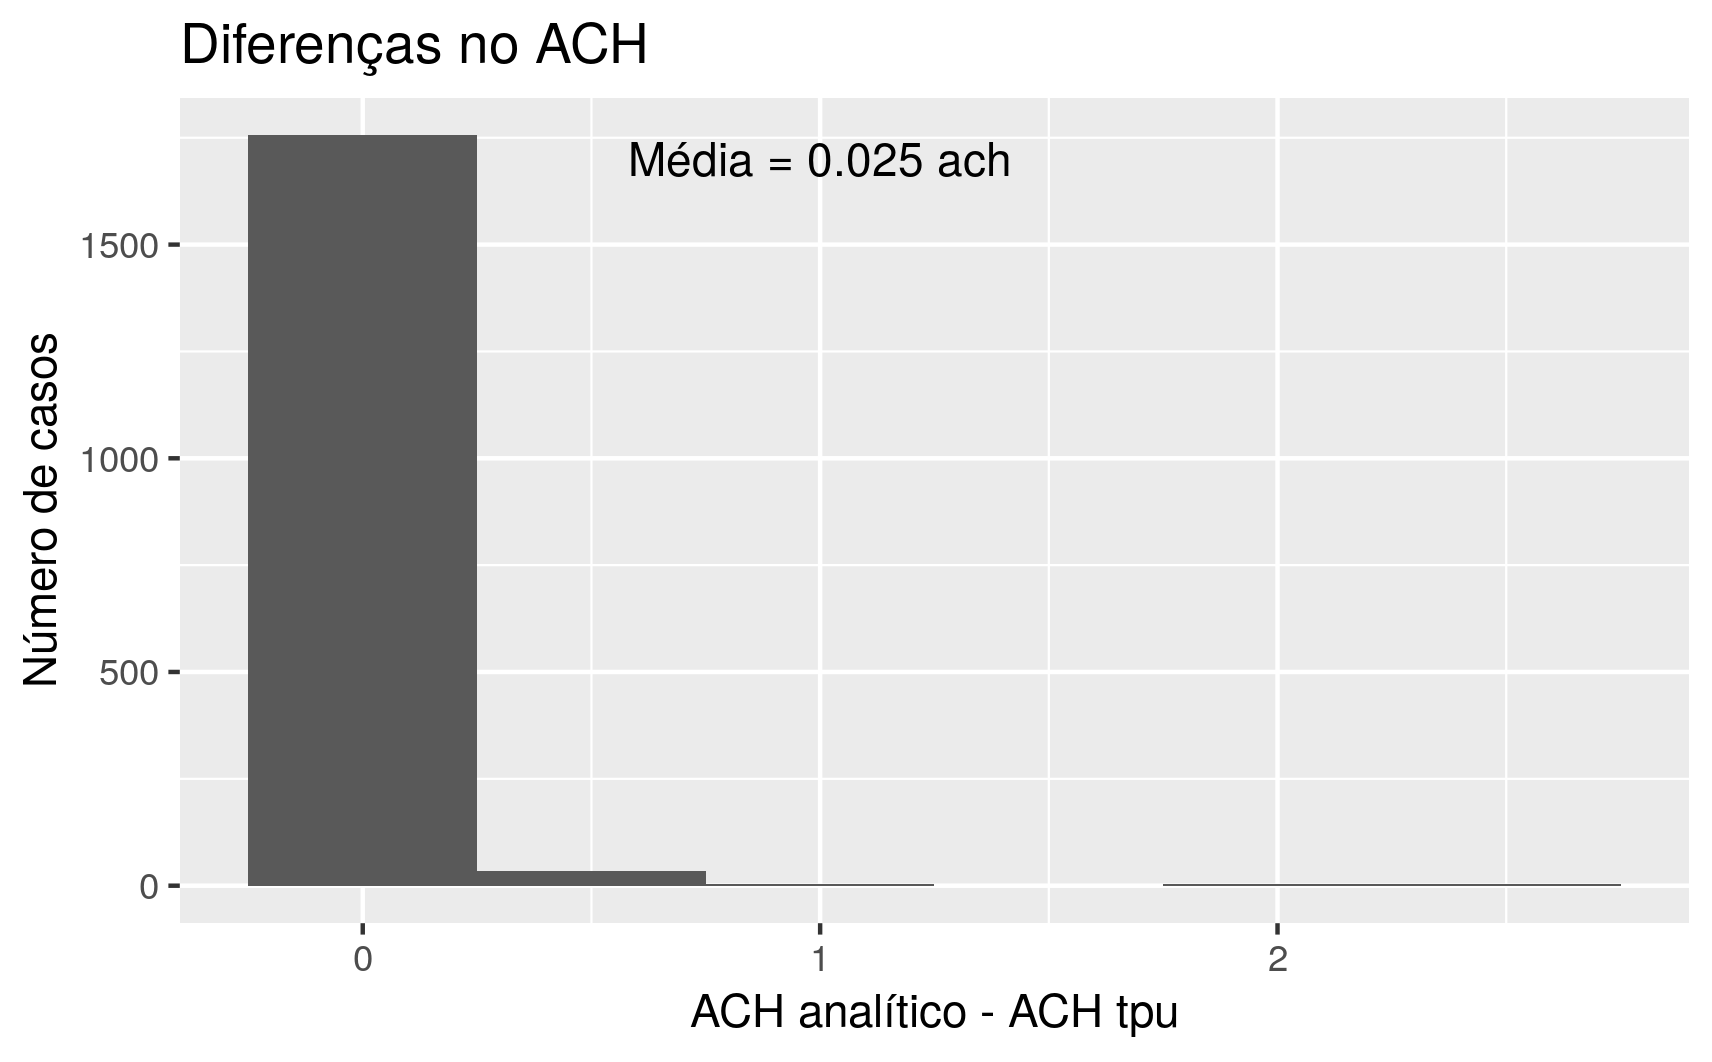 Diferenças no ACH
Média = 0.025 ach
1500
1000
500
0
Número de casos
0
1
2
ACH analítico - ACH tpu